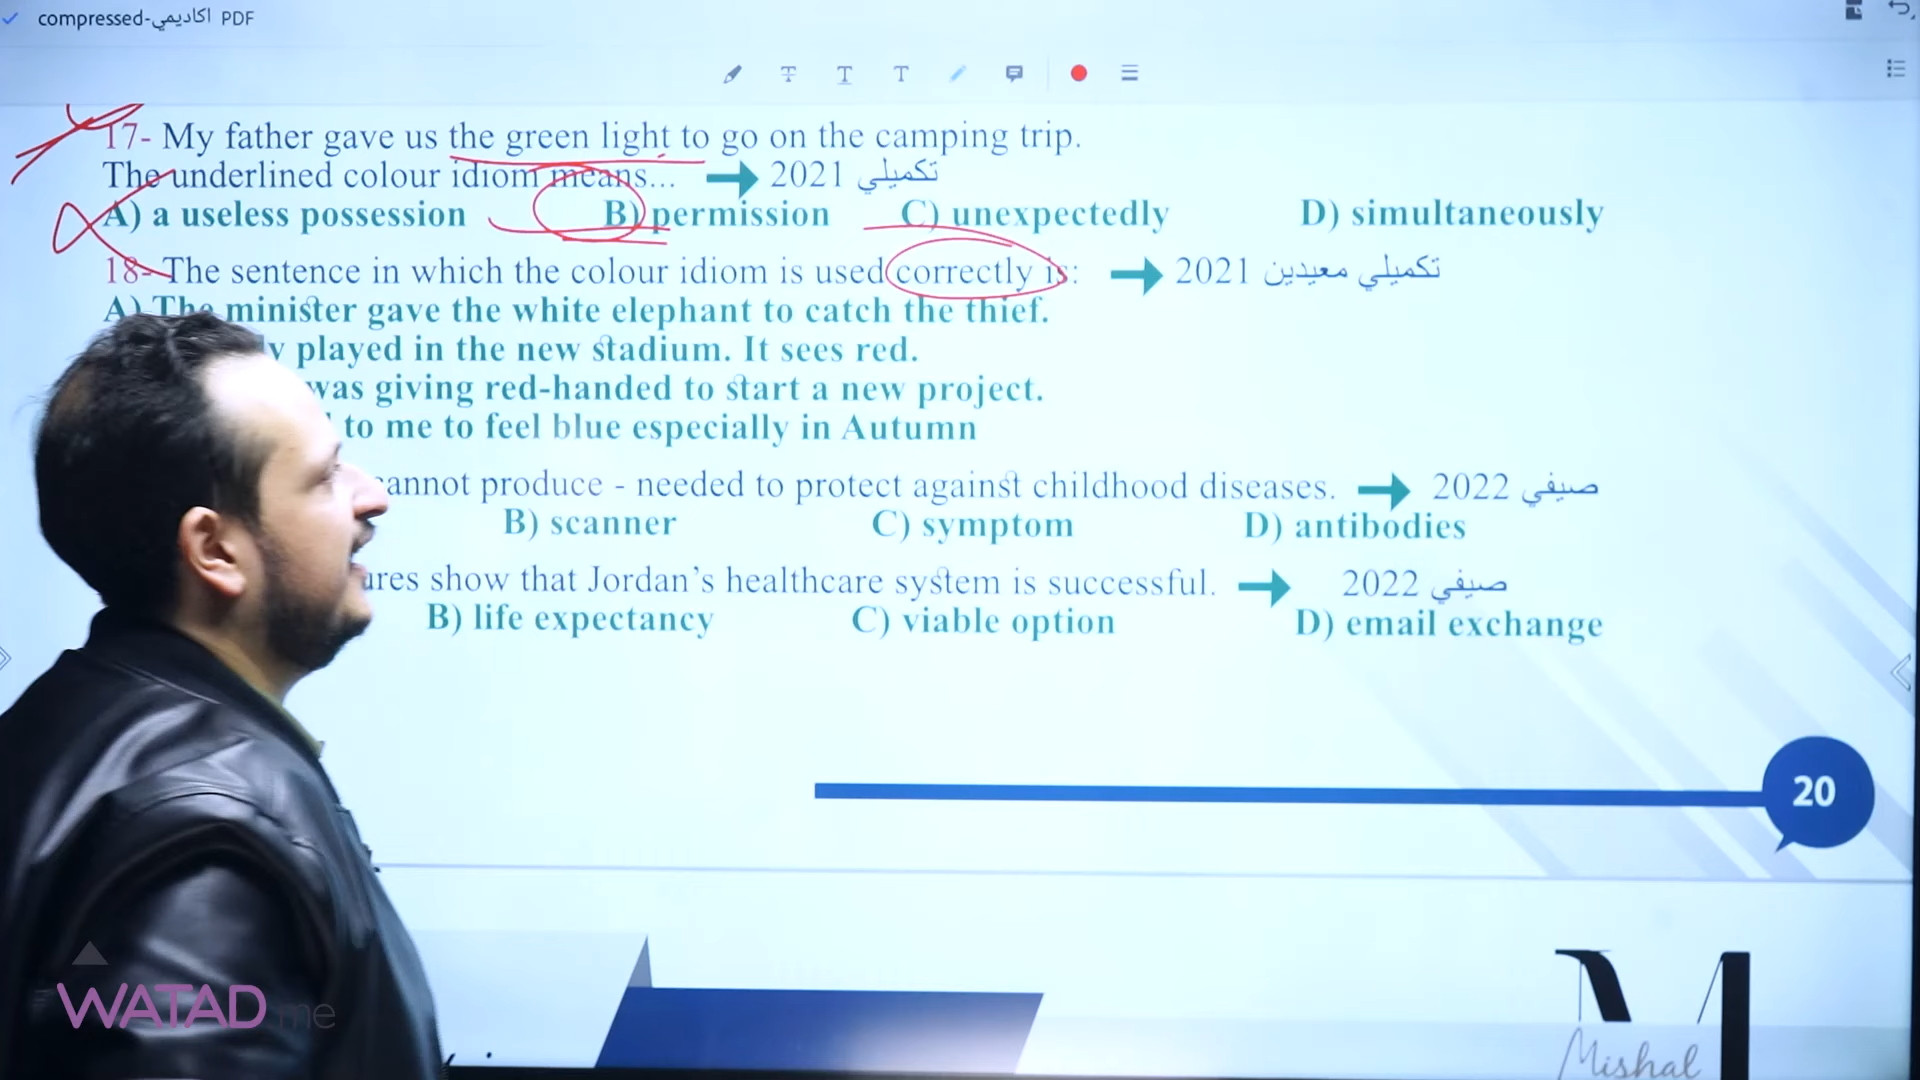 compressed-اكاديمي PDF
17- My father gave us the green light to go on the camping trip.
The underlined colour idiom means... 2021 تكميلي
A) a useless possession B) permission C) unexpectedly D) simultaneously
18- The sentence in which the colour idiom is used correctly is: 2021 تكميلي معيدين
A) The minister gave the white elephant to catch the thief.
played in the new stadium. It sees red.
was giving red-handed to start a new project.
to me to feel blue especially in Autumn
cannot produce - needed to protect against childhood diseases. 2022 صيفي
B) scanner C) symptom D) antibodies
show that Jordan's healthcare system is successful. 2022 صيفي
B) life expectancy C) viable option D) email exchange
20
M
Mishal
WATAD me